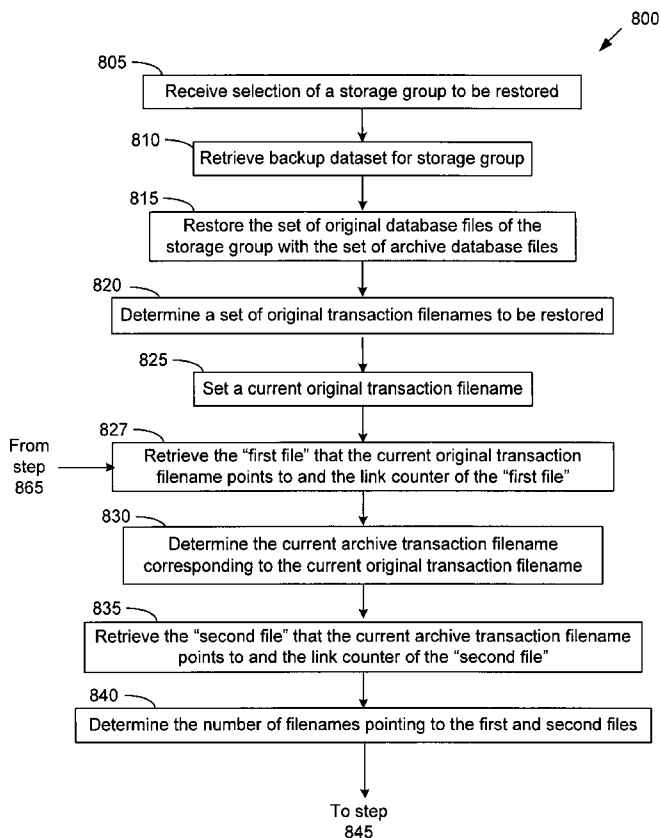 800
805
Receive selection of a storage group to be restored
810
Retrieve backup dataset for storage group
815
Restore the set of original database files of the
storage group with the set of archive database files
820
Determine a set of original transaction filenames to be restored
825
Set a current original transaction filename
827
From
step
865
Retrieve the “first file” that the current original transaction
filename points to and the link counter of the “first file”
830
Determine the current archive transaction filename
corresponding to the current original transaction filename
835
Retrieve the “second file” that the current archive transaction filename
points to and the link counter of the “second file”
840
Determine the number of filenames pointing to the first and second files
To step
845